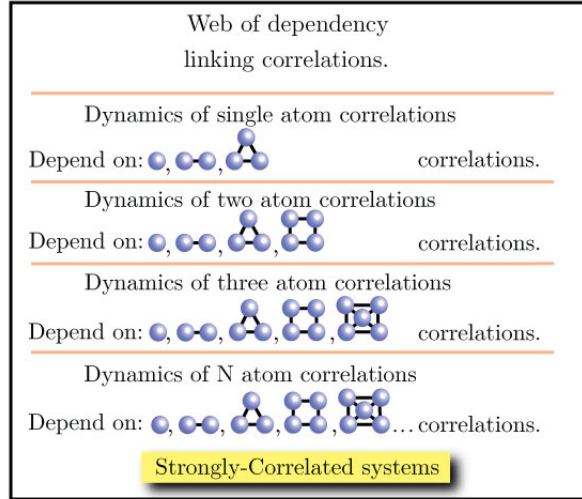 Web of dependency
linking correlations.
Dynamics of single atom correlations
Depend on: , , correlations.
Dynamics of two atom correlations
Depend on: , , , correlations.
Dynamics of three atom correlations
Depend on: , , , , correlations.
Dynamics of N atom correlations
Depend on: , , , , ... correlations.
Strongly-Correlated systems